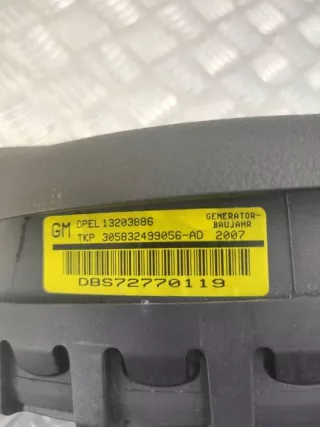 GM OPEL 13203886 GENERATOR-
BAUJAHR
TKP 305832499056-AD 2007
DBS72770119